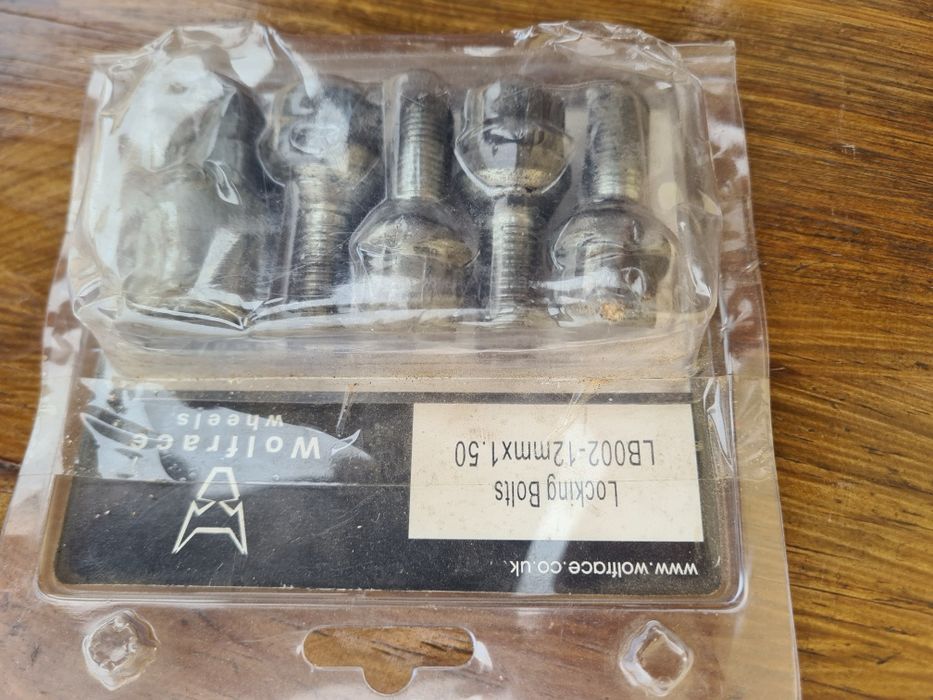 www.wolfrace.co.uk
Locking Bolts
LB002-12mmx1.50
Wolfrace
wheels